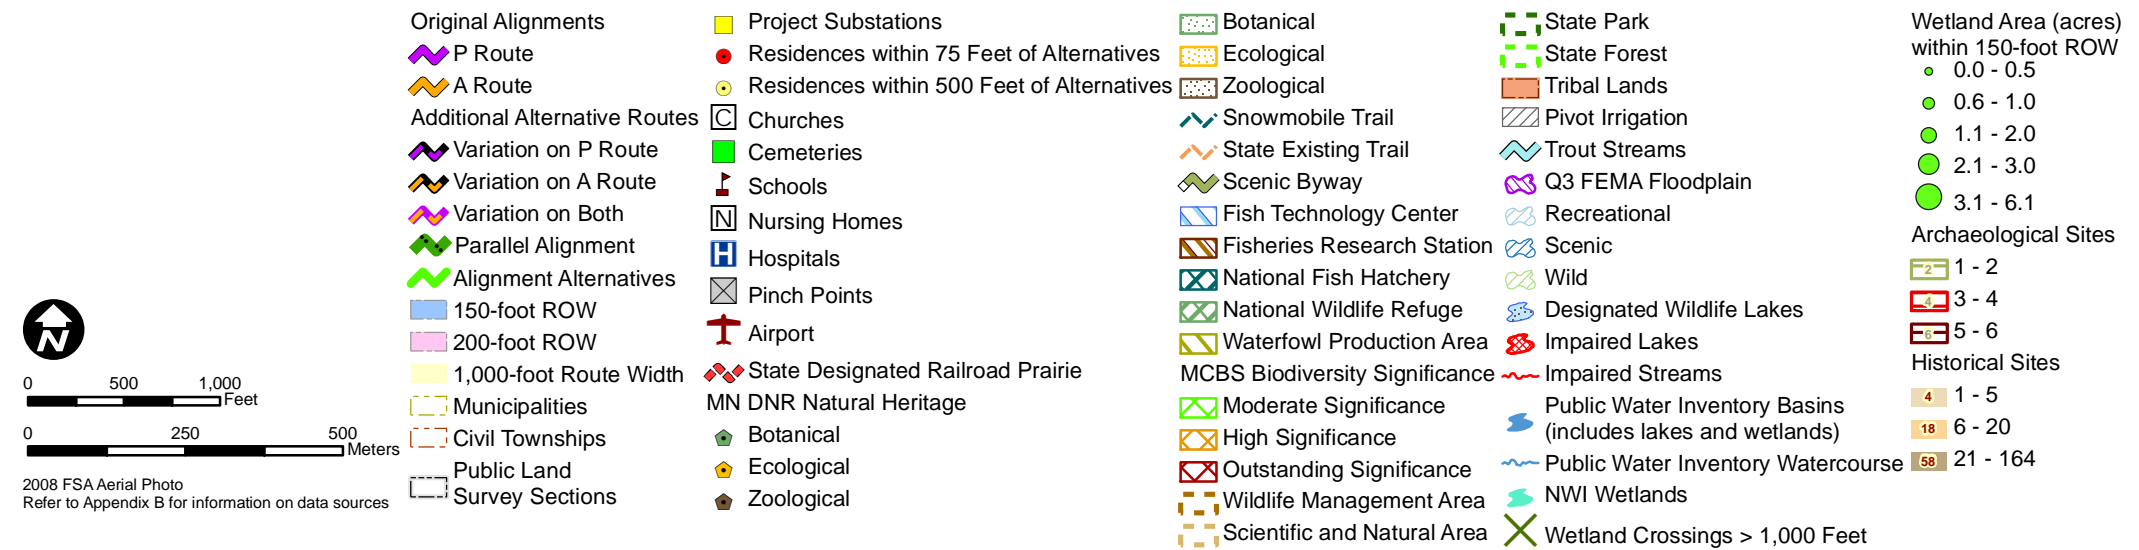 N
0 500 1,000
Feet
0 250 500
Meters
2008 FSA Aerial Photo
Refer to Appendix B for information on data sources
Original Alignments
P Route
A Route
Additional Alternative Routes
Variation on P Route
Variation on A Route
Variation on Both
Parallel Alignment
Alignment Alternatives
150-foot ROW
200-foot ROW
1,000-foot Route Width
Municipalities
Civil Townships
Public Land
Survey Sections
Project Substations
Residences within 75 Feet of Alternatives
Residences within 500 Feet of Alternatives
C Churches
Cemeteries
Schools
N Nursing Homes
H Hospitals
Pinch Points
Airport
State Designated Railroad Prairie
MN DNR Natural Heritage
Botanical
Ecological
Zoological
Botanical
Ecological
Zoological
Snowmobile Trail
State Existing Trail
Scenic Byway
Fish Technology Center
Fisheries Research Station
National Fish Hatchery
National Wildlife Refuge
Waterfowl Production Area
MCBS Biodiversity Significance
Moderate Significance
High Significance
Outstanding Significance
Wildlife Management Area
Scientific and Natural Area
State Park
State Forest
Tribal Lands
Pivot Irrigation
Trout Streams
Q3 FEMA Floodplain
Recreational
Scenic
Wild
Designated Wildlife Lakes
Impaired Lakes
Impaired Streams
Public Water Inventory Basins
(includes lakes and wetlands)
Public Water Inventory Watercourse
NWI Wetlands
Wetland Crossings > 1,000 Feet
Wetland Area (acres)
within 150-foot ROW
0.0 - 0.5
0.6 - 1.0
1.1 - 2.0
2.1 - 3.0
3.1 - 6.1
Archaeological Sites
2 1 - 2
4 3 - 4
6 5 - 6
Historical Sites
4 1 - 5
18 6 - 20
58 21 - 164